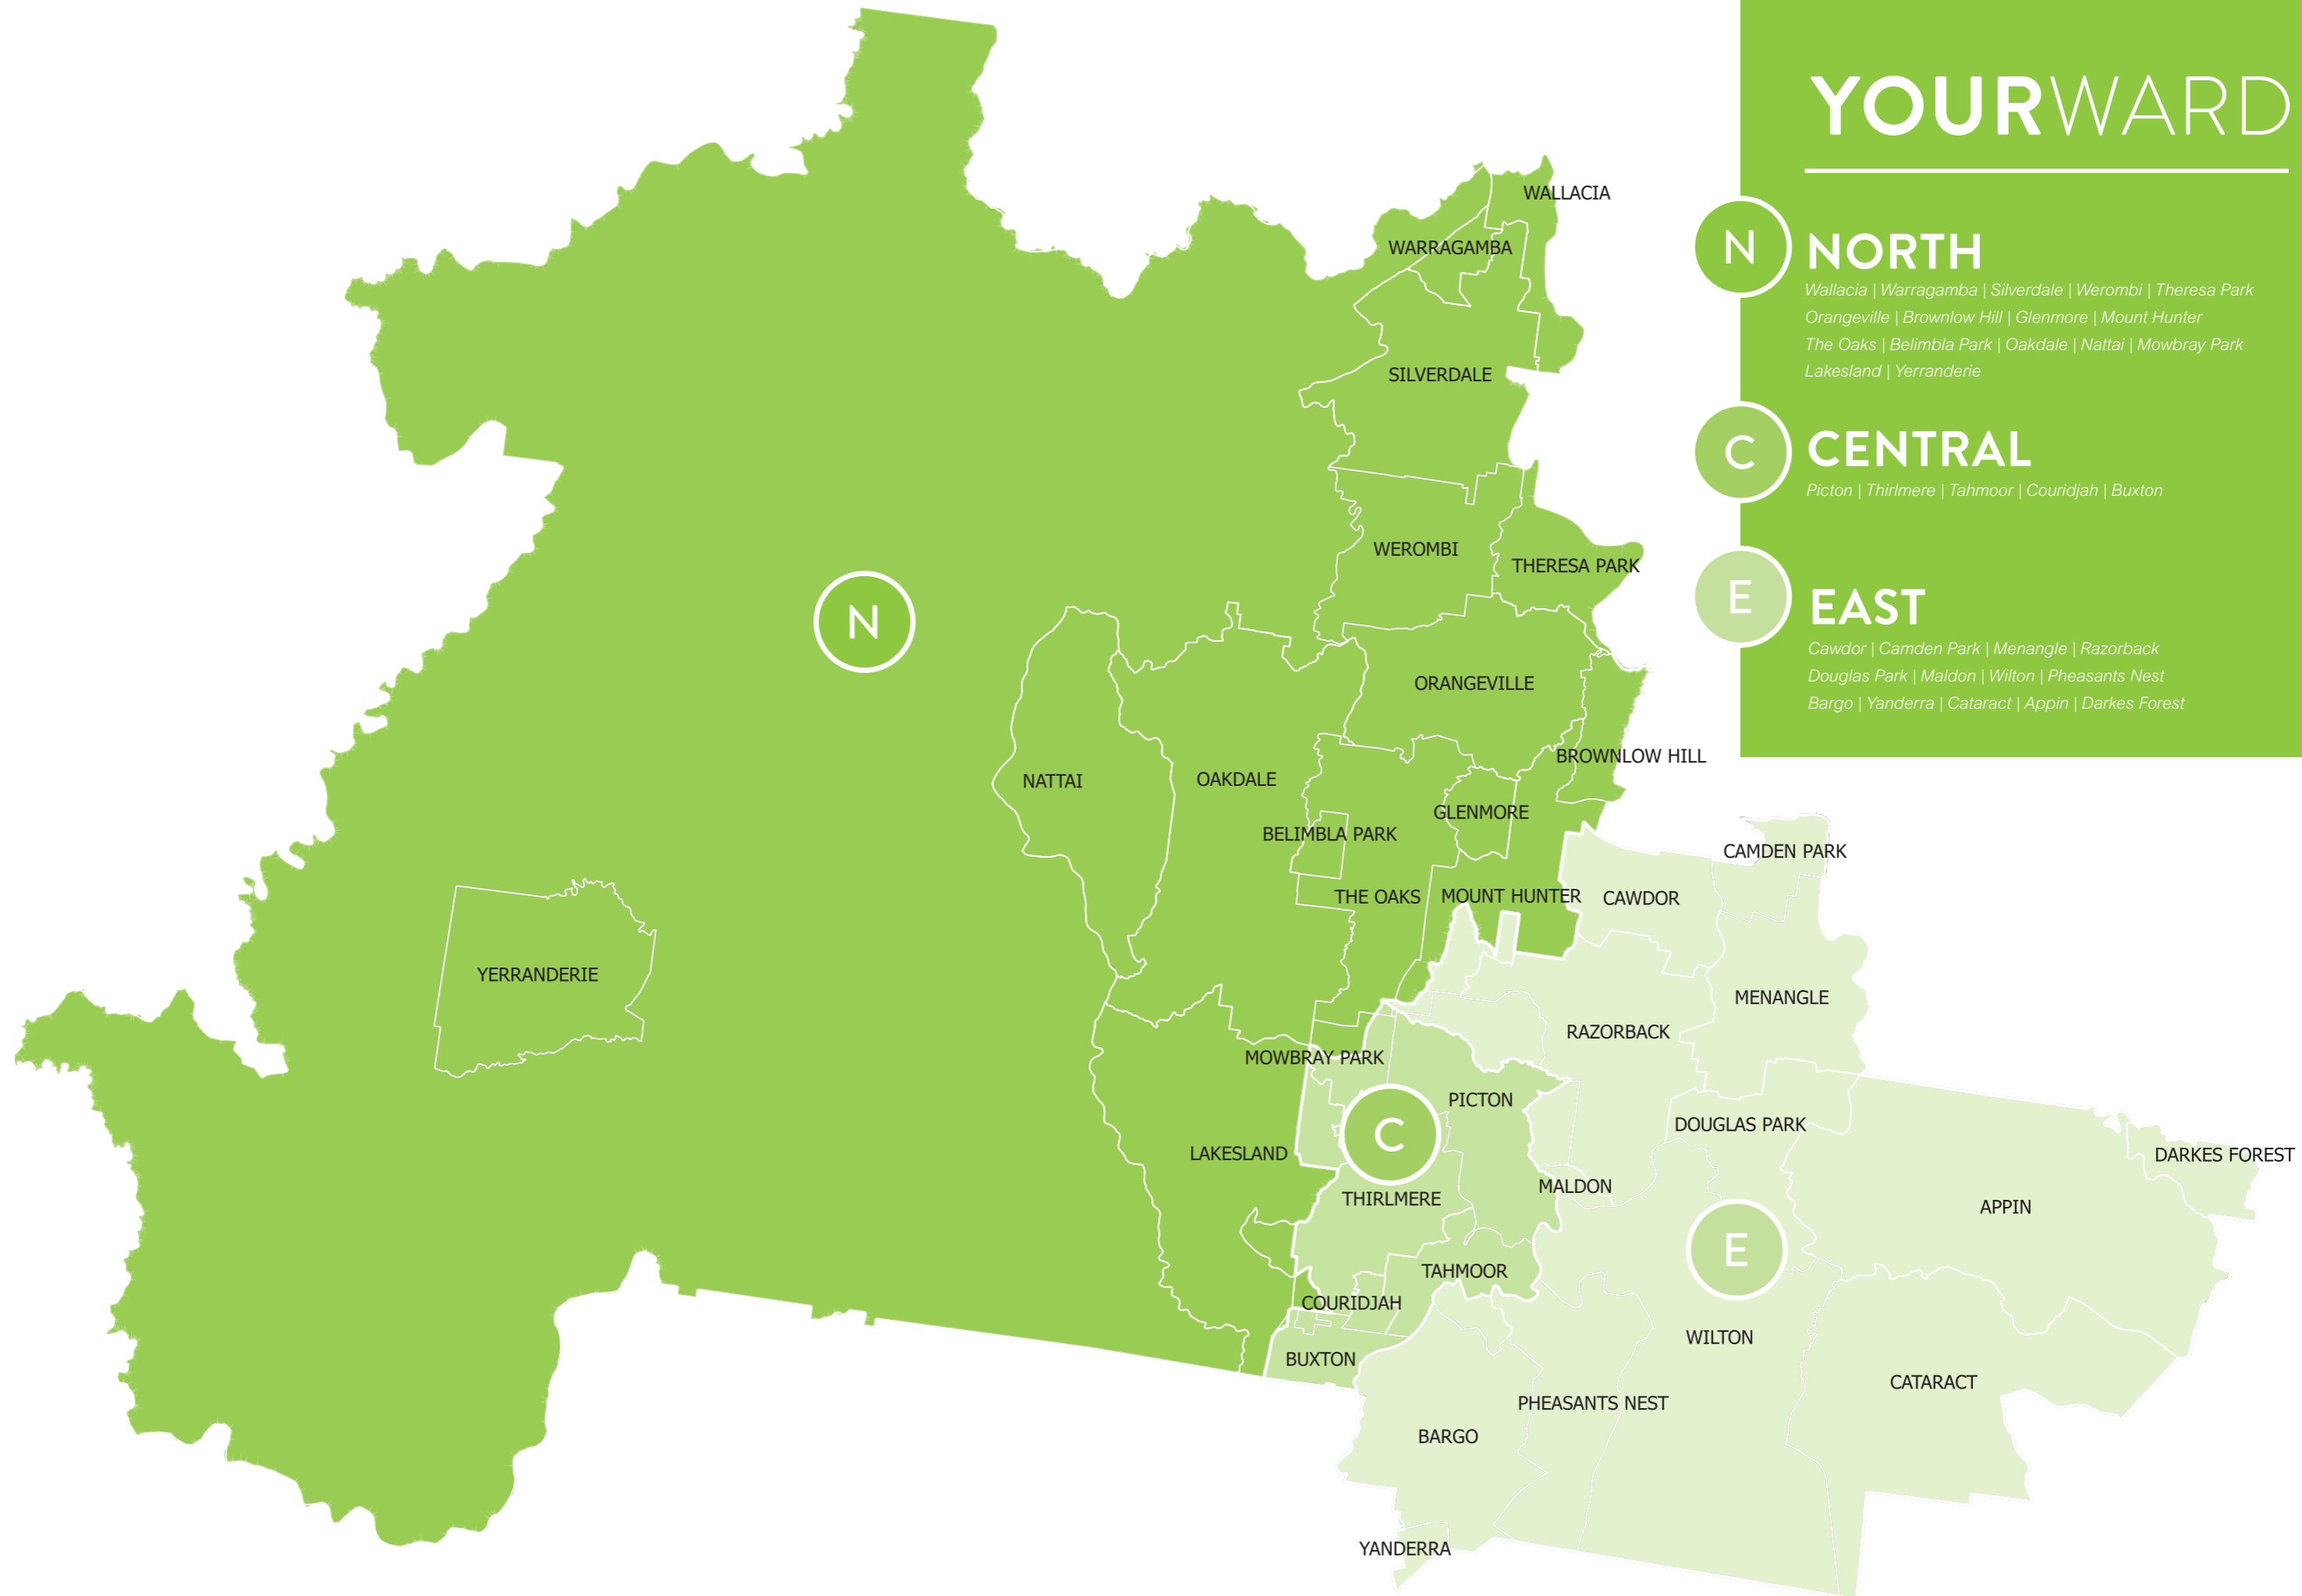 YOURWARD
N
NORTH
Wallacia | Warragamba | Silverdale | Werombi | Theresa Park
Orangeville | Brownlow Hill | Glenmore | Mount Hunter
The Oaks | Belimbla Park | Oakdale | Nattai | Mowbray Park
Lakesland | Yerranderie
C
CENTRAL
Picton | Thirlmere | Tahmoor | Couridjah | Buxton
E
EAST
Cawdor | Camden Park | Menangle | Razorback
Douglas Park | Maldon | Wilton | Pheasants Nest
Bargo | Yanderra | Cataract | Appin | Darkes Forest
WALLACIA
WARRAGAMBA
SILVERDALE
WEROMBI
THERESA PARK
N
ORANGEVILLE
BROWNLOW HILL
NATTAI
OAKDALE
GLENMORE
BELIMBLA PARK
CAMDEN PARK
THE OAKS
MOUNT HUNTER
CAWDOR
YERRANDERIE
MENANGLE
RAZORBACK
MOWBRAY PARK
PICTON
DOUGLAS PARK
C
LAKESLAND
DARKES FOREST
MALDON
THIRLMERE
APPIN
E
TAHMOOR
COURIDJAH
WILTON
BUXTON
CATARACT
PHEASANTS NEST
BARGO
YANDERRA